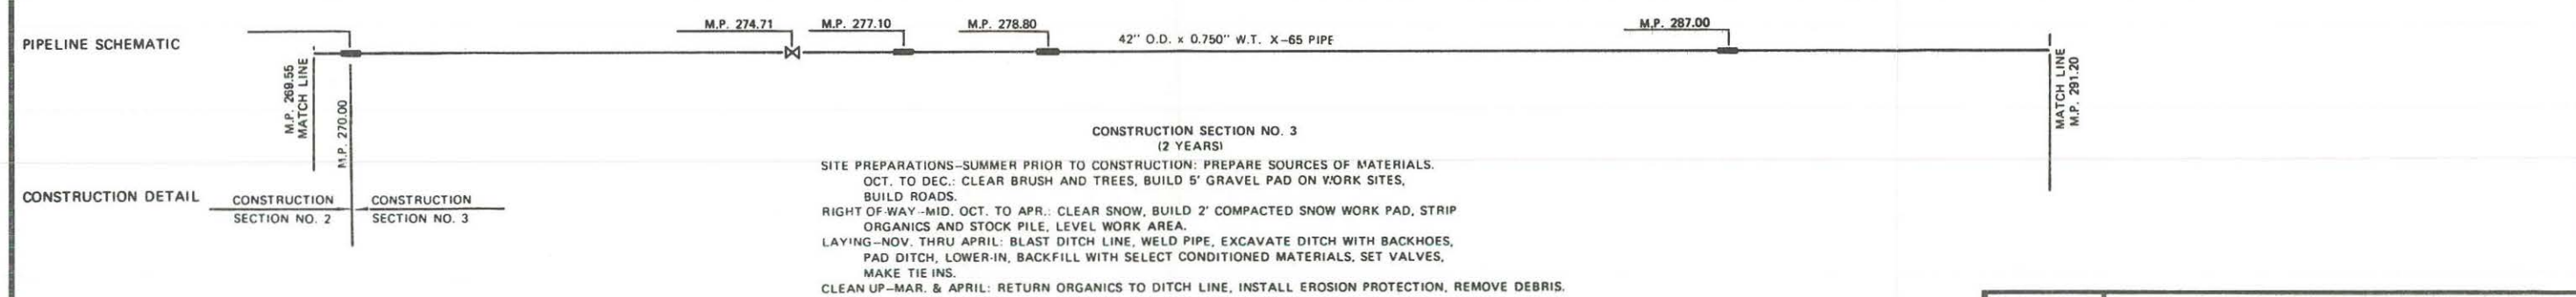 M.P. 274.71 M.P. 277.10 M.P. 278.80 M.P. 287.00
PIPELINE SCHEMATIC
42" O.D. x 0.750" W.T. X-65 PIPE
M.P. 269.55
MATCH LINE
M.P. 270.00
MATCH LINE
M.P. 291.20
CONSTRUCTION DETAIL
CONSTRUCTION
SECTION NO. 2
CONSTRUCTION
SECTION NO. 3
CONSTRUCTION SECTION NO. 3
(2 YEARS)
SITE PREPARATIONS-SUMMER PRIOR TO CONSTRUCTION: PREPARE SOURCES OF MATERIALS.
OCT. TO DEC.: CLEAR BRUSH AND TREES, BUILD 5' GRAVEL PAD ON WORK SITES,
BUILD ROADS.
RIGHT OF-WAY-MID. OCT. TO APR.: CLEAR SNOW, BUILD 2' COMPACTED SNOW WORK PAD, STRIP
ORGANICS AND STOCK PILE, LEVEL WORK AREA.
LAYING-NOV. THRU APRIL: BLAST DITCH LINE, WELD PIPE, EXCAVATE DITCH WITH BACKHOES,
PAD DITCH, LOWER-IN, BACKFILL WITH SELECT CONDITIONED MATERIALS, SET VALVES,
MAKE TIE INS.
CLEAN UP-MAR. & APRIL: RETURN ORGANICS TO DITCH LINE, INSTALL EROSION PROTECTION, REMOVE DEBRIS.